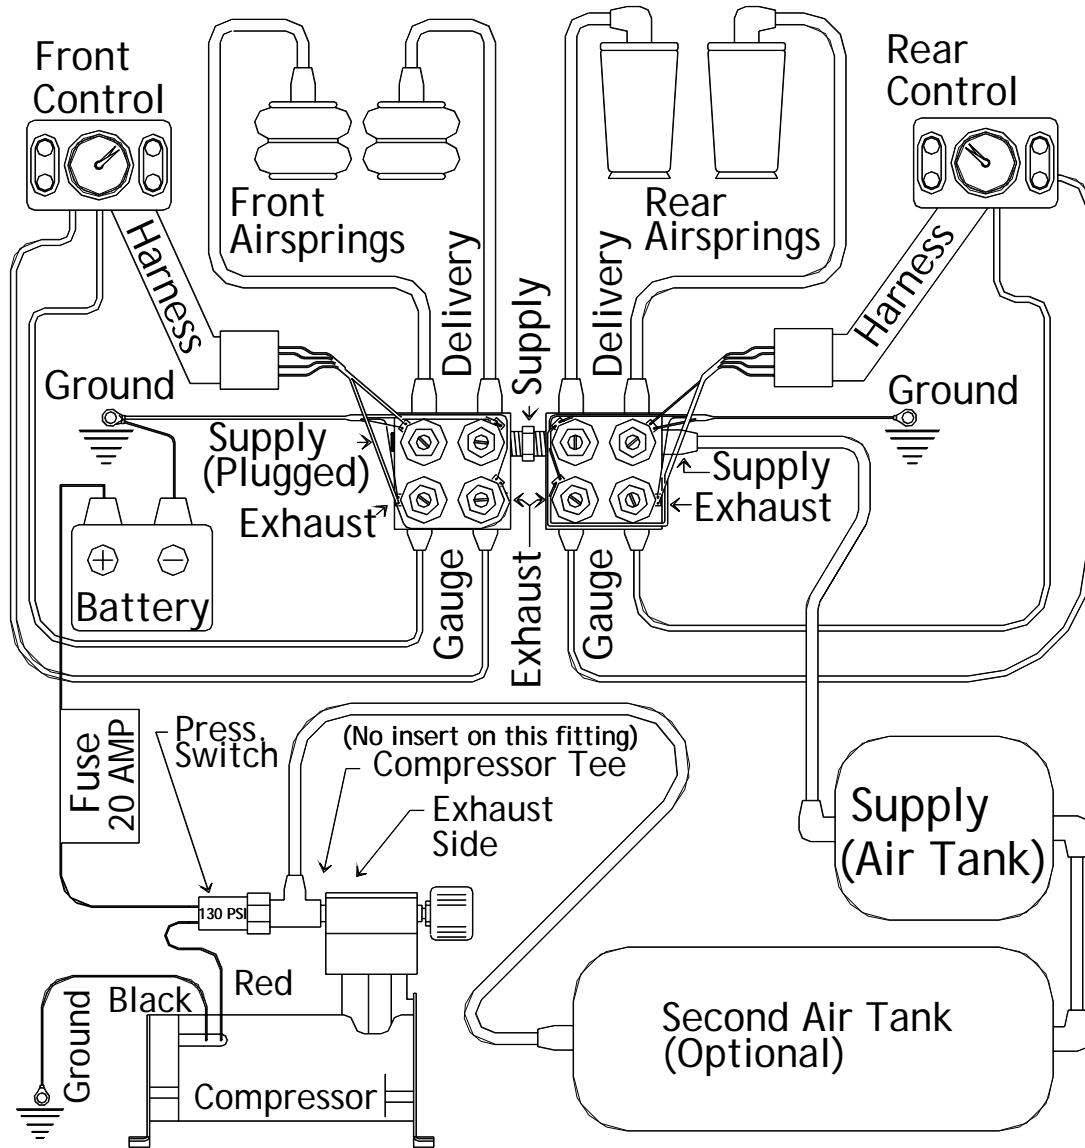 Front
Control
Rear
Control
Front
Airsprings
Rear
Airsprings
Harness
Harness
Delivery
Supply
Delivery
Ground
Ground
Supply
(Plugged)
Exhaust
Supply
Exhaust
+
−
Battery
Gauge
Exhaust
Gauge
Fuse
20 AMP
Press.
Switch
(No insert on this fitting)
Compressor Tee
Exhaust
Side
Supply
(Air Tank)
130 PSI
Red
Black
Ground
Compressor
Second Air Tank
(Optional)